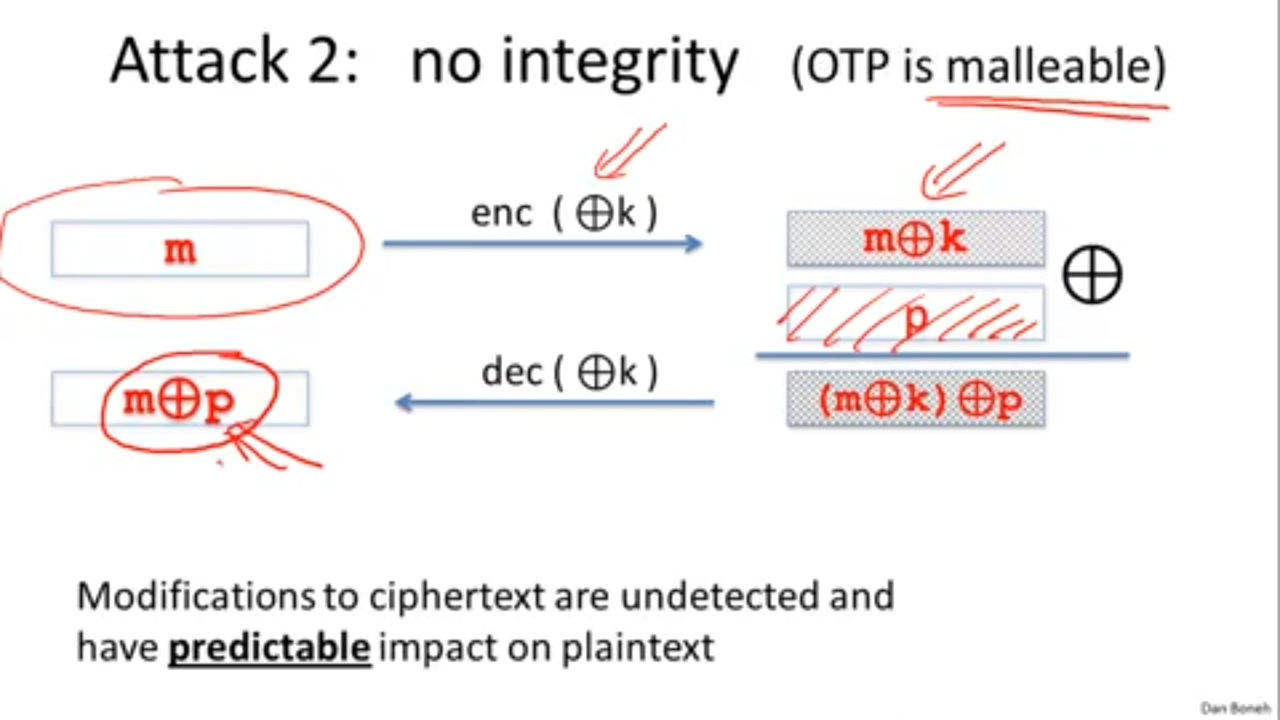 Attack 2: no integrity (OTP is malleable)
m
enc ( ⊕k )
m⊕k
⊕
p
m⊕p
dec ( ⊕k )
(m⊕k)⊕p
Modifications to ciphertext are undetected and
have predictable impact on plaintext
Dan Boneh